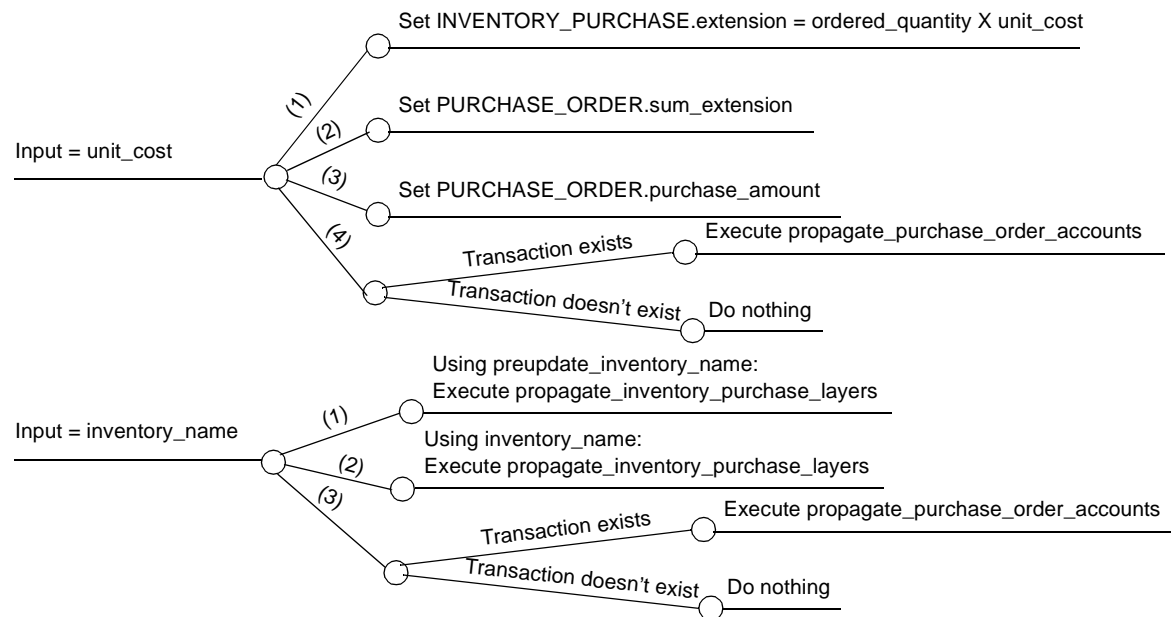 Set INVENTORY_PURCHASE.extension = ordered_quantity X unit_cost
(1)
Set PURCHASE_ORDER.sum_extension
(2)
Input = unit_cost
(3)
Set PURCHASE_ORDER.purchase_amount
(4)
Transaction exists
Execute propagate_purchase_order_accounts
Transaction doesn't exist
Do nothing
Using preupdate_inventory_name:
Execute propagate_inventory_purchase_layers
(1)
Input = inventory_name
Using inventory_name:
Execute propagate_inventory_purchase_layers
(2)
(3)
Transaction exists
Execute propagate_purchase_order_accounts
Transaction doesn't exist
Do nothing